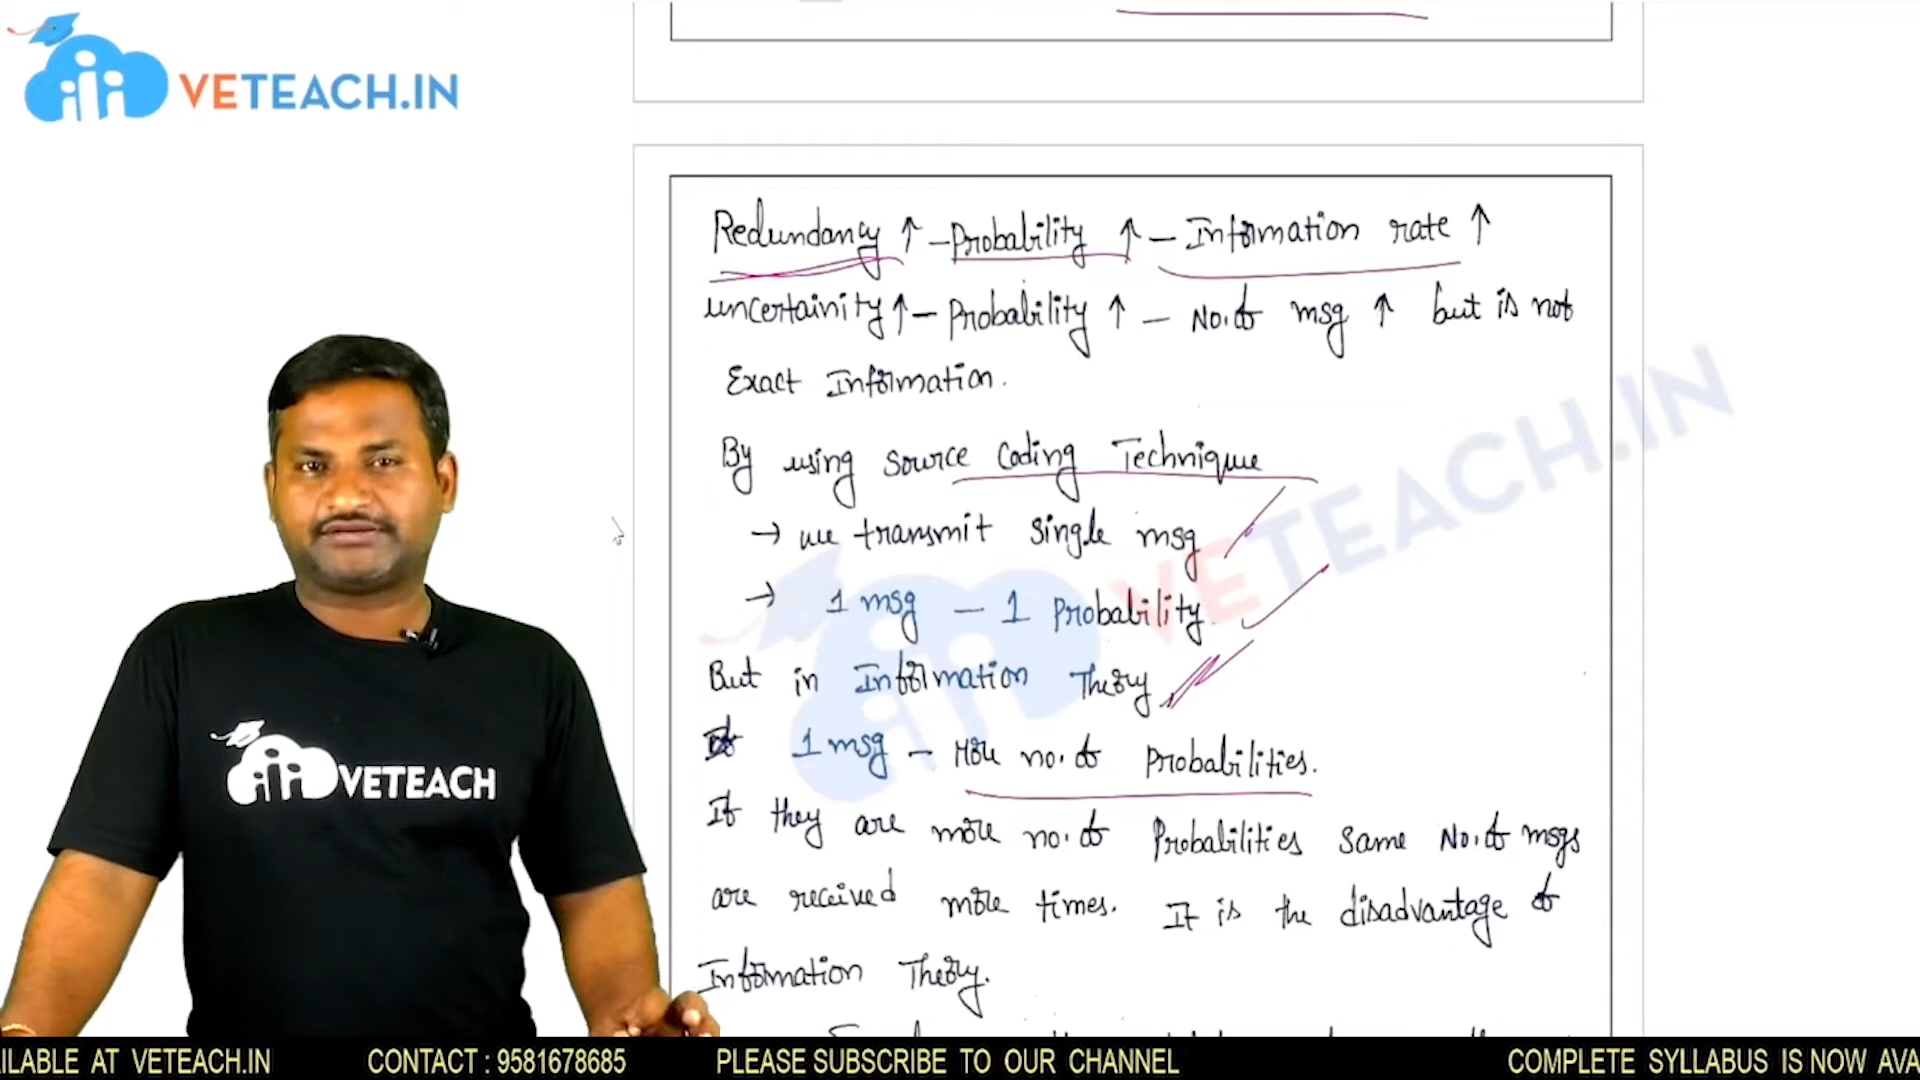 VETEACH.IN
Redundancy ↑ – Probability ↑ – Information rate ↑
uncertainity ↑ – Probability ↑ – No. of msg ↑ but is not
Exact Information.
By using source Coding Technique
→ we transmit single msg
→ 1 msg – 1 Probability.
But in Information Theory
If 1 msg – More no. of Probabilities.
If they are more no. of Probabilities same No. of msgs
are received more times. It is the disadvantage of
Information Theory.
VETEACH.IN
VETEACH
ILABLE AT VETEACH.IN CONTACT : 9581678685 PLEASE SUBSCRIBE TO OUR CHANNEL COMPLETE SYLLABUS IS NOW AVA